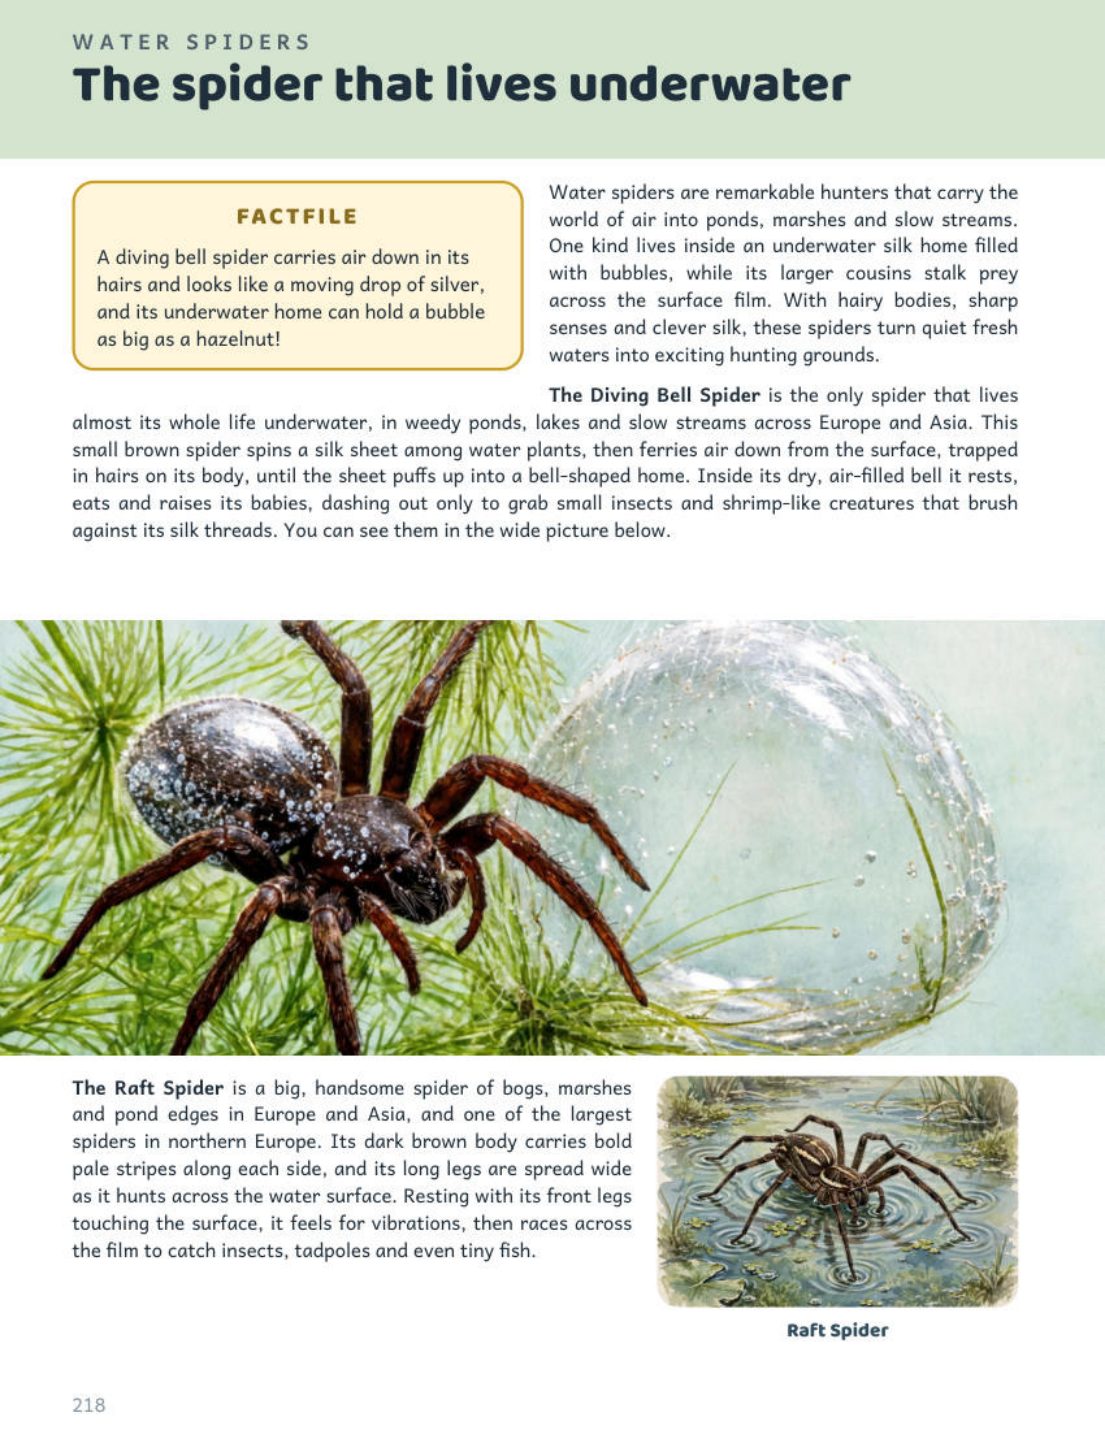 WATER SPIDERS
The spider that lives underwater
FACTFILE
A diving bell spider carries air down in its
hairs and looks like a moving drop of silver,
and its underwater home can hold a bubble
as big as a hazelnut!
Water spiders are remarkable hunters that carry the
world of air into ponds, marshes and slow streams.
One kind lives inside an underwater silk home filled
with bubbles, while its larger cousins stalk prey
across the surface film. With hairy bodies, sharp
senses and clever silk, these spiders turn quiet fresh
waters into exciting hunting grounds.
The Diving Bell Spider is the only spider that lives
almost its whole life underwater, in weedy ponds, lakes and slow streams across Europe and Asia. This
small brown spider spins a silk sheet among water plants, then ferries air down from the surface, trapped
in hairs on its body, until the sheet puffs up into a bell-shaped home. Inside its dry, air-filled bell it rests,
eats and raises its babies, dashing out only to grab small insects and shrimp-like creatures that brush
against its silk threads. You can see them in the wide picture below.
The Raft Spider is a big, handsome spider of bogs, marshes
and pond edges in Europe and Asia, and one of the largest
spiders in northern Europe. Its dark brown body carries bold
pale stripes along each side, and its long legs are spread wide
as it hunts across the water surface. Resting with its front legs
touching the surface, it feels for vibrations, then races across
the film to catch insects, tadpoles and even tiny fish.
Raft Spider
218